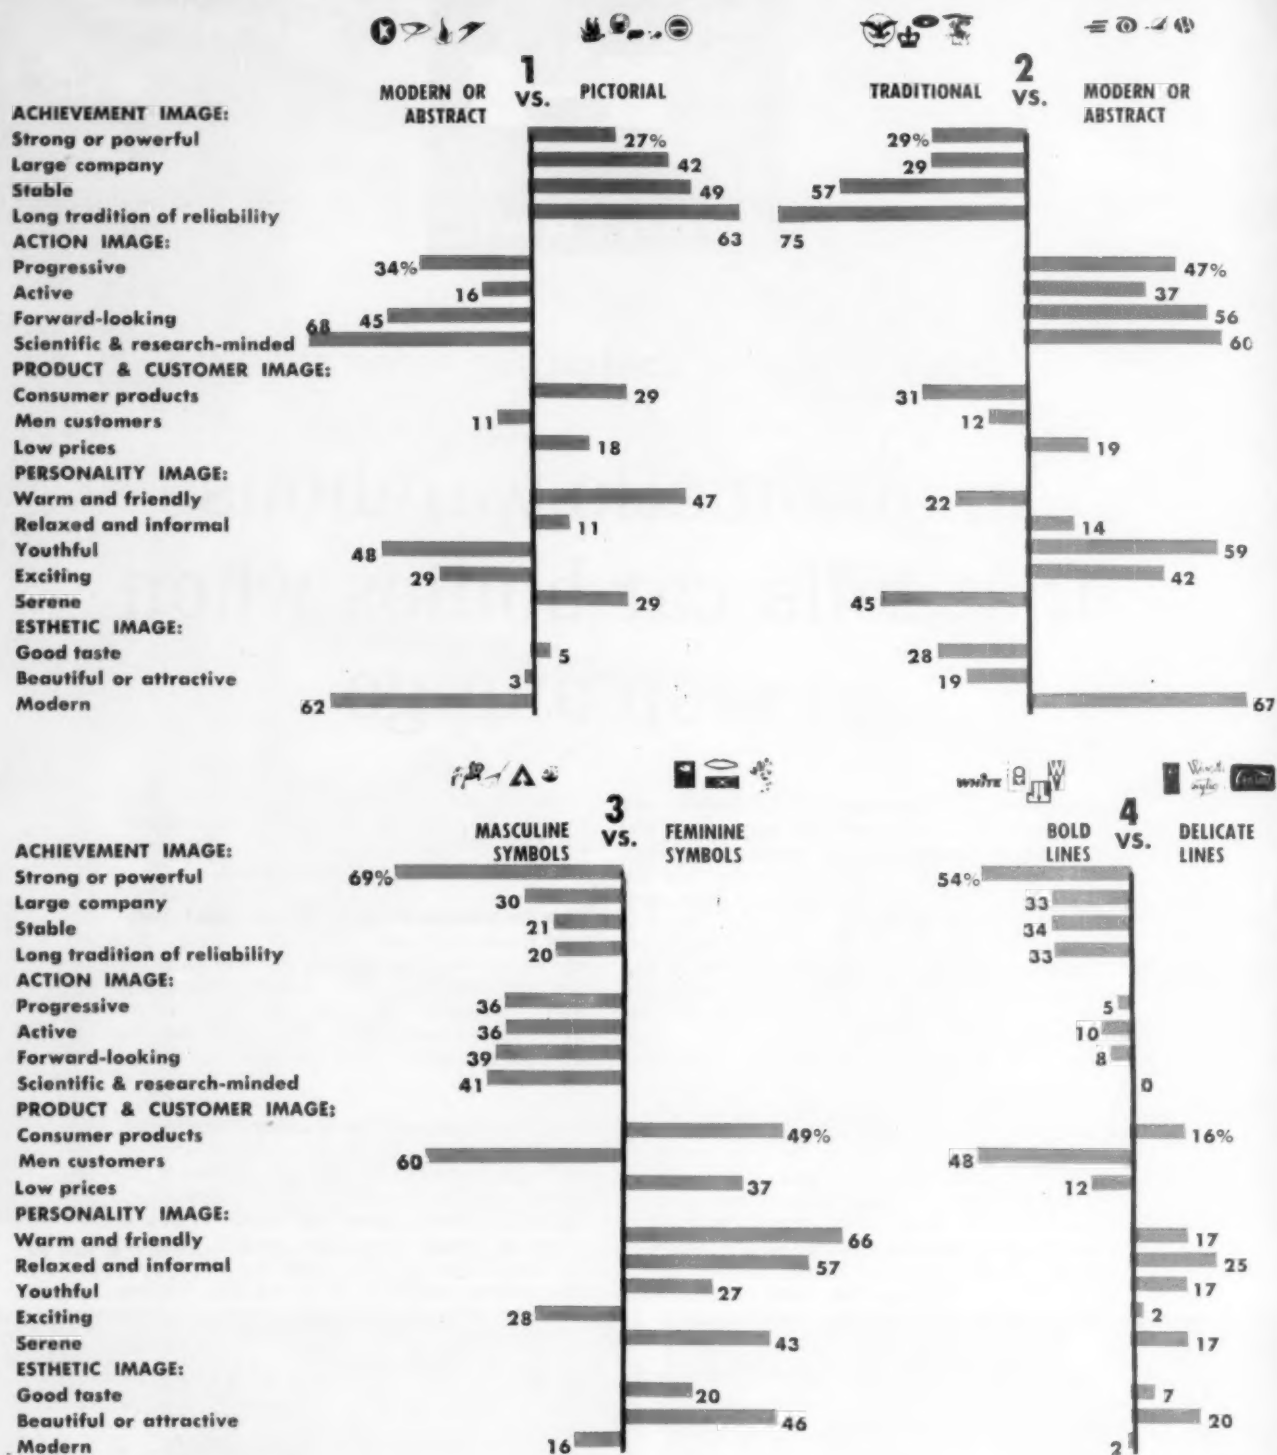 1
VS.
MODERN OR
ABSTRACT
PICTORIAL
2
VS.
TRADITIONAL
MODERN OR
ABSTRACT
ACHIEVEMENT IMAGE:
Strong or powerful 27% 29%
Large company 42 29
Stable 49 57
Long tradition of reliability 63 75
ACTION IMAGE:
Progressive 34% 47%
Active 16 37
Forward-looking 45 56
Scientific & research-minded 68 60
PRODUCT & CUSTOMER IMAGE:
Consumer products 29 31
Men customers 11 12
Low prices 18 19
PERSONALITY IMAGE:
Warm and friendly 47 22
Relaxed and informal 11 14
Youthful 48 59
Exciting 29 42
Serene 29 45
ESTHETIC IMAGE:
Good taste 5 28
Beautiful or attractive 3 19
Modern 62 67
3
VS.
MASCULINE
SYMBOLS
FEMININE
SYMBOLS
WHITE
4
VS.
BOLD
LINES
DELICATE
LINES
ACHIEVEMENT IMAGE:
Strong or powerful 69% 54%
Large company 30 33
Stable 21 34
Long tradition of reliability 20 33
ACTION IMAGE:
Progressive 36 5
Active 36 10
Forward-looking 39 8
Scientific & research-minded 41 0
PRODUCT & CUSTOMER IMAGE:
Consumer products 49% 16%
Men customers 60 48
Low prices 37 12
PERSONALITY IMAGE:
Warm and friendly 66 17
Relaxed and informal 57 25
Youthful 27 17
Exciting 28 2
Serene 43 17
ESTHETIC IMAGE:
Good taste 20 7
Beautiful or attractive 46 20
Modern 16 2